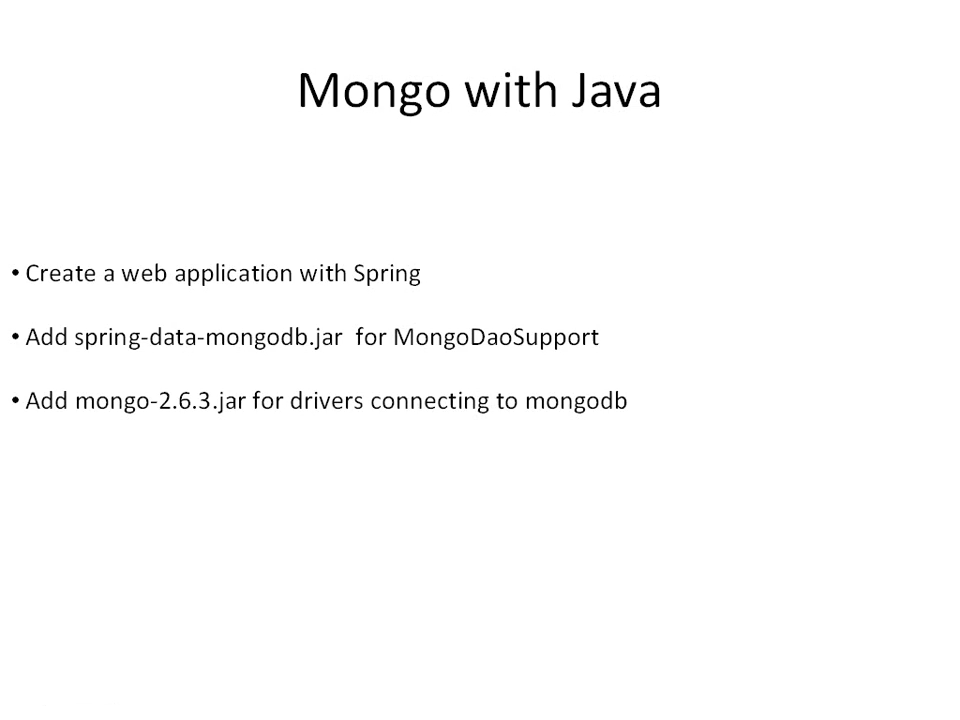 Mongo with Java
• Create a web application with Spring
• Add spring-data-mongodb.jar  for MongoDaoSupport
• Add mongo-2.6.3.jar for drivers connecting to mongodb